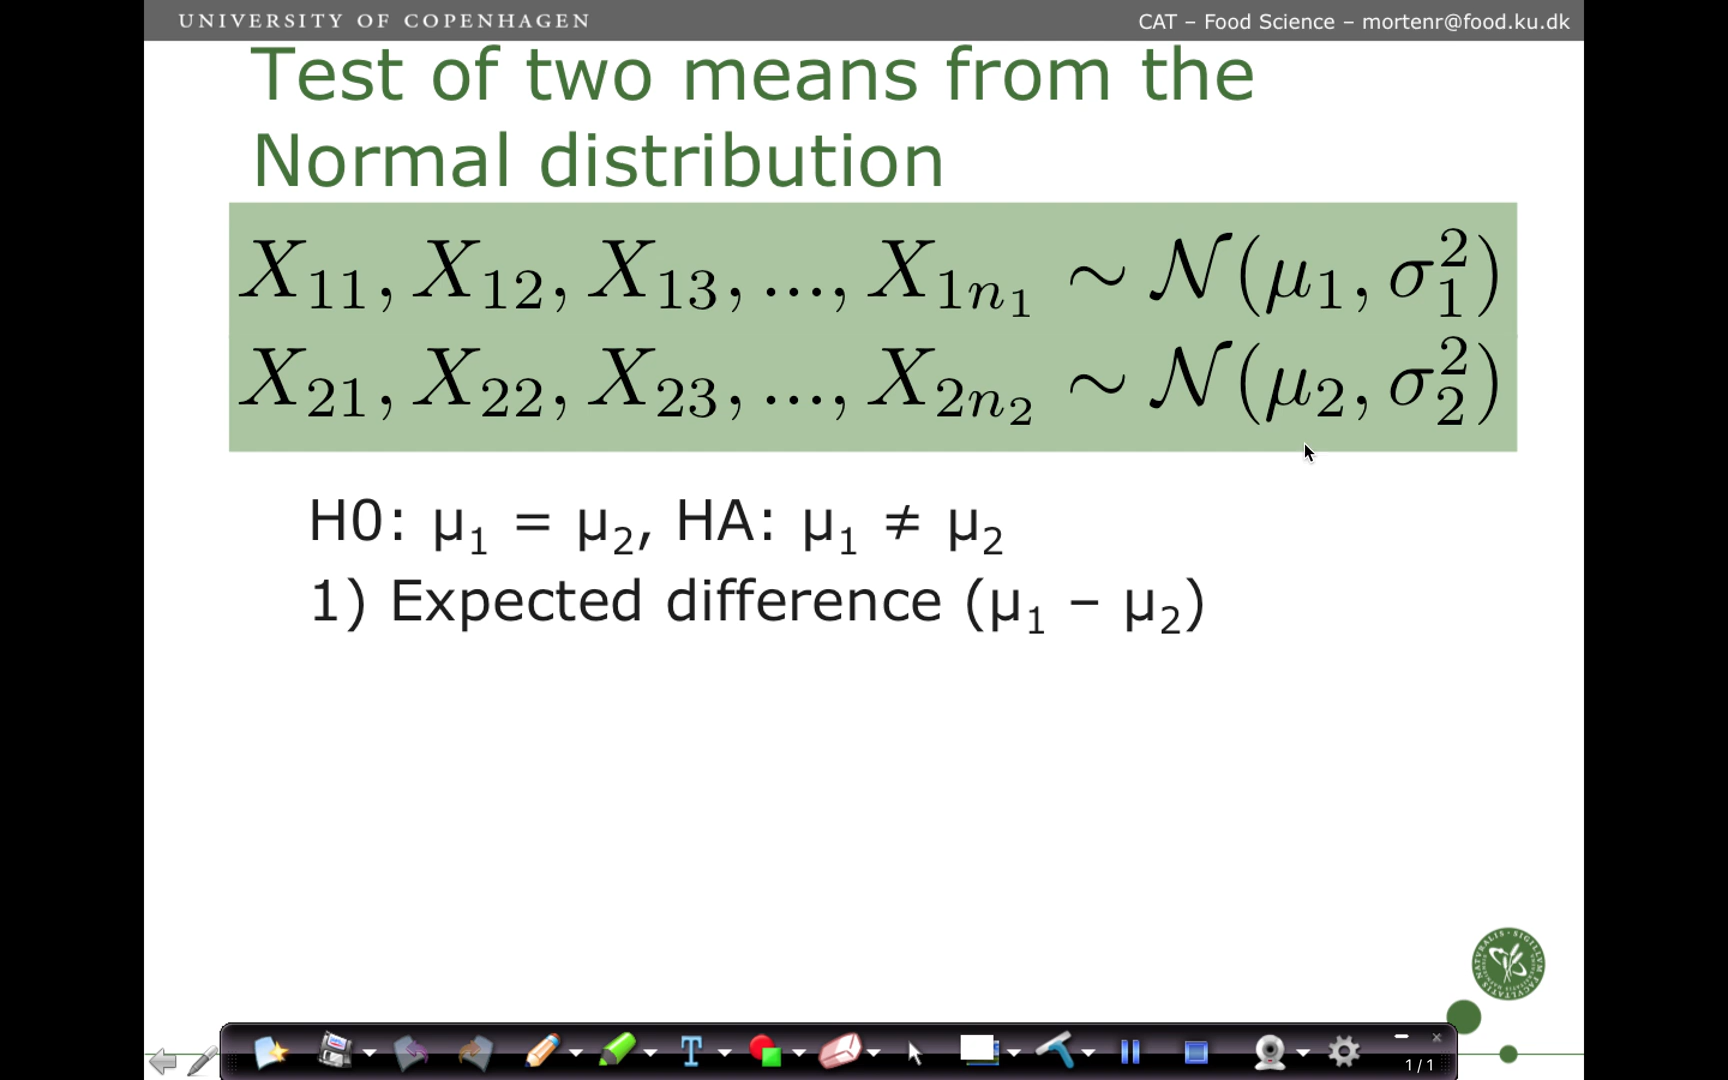 UNIVERSITY OF COPENHAGEN
CAT – Food Science – mortenr@food.ku.dk
Test of two means from the
Normal distribution
X₁₁, X₁₂, X₁₃, ..., X₁ₙ₁ ∼ 𝒩(μ₁, σ₁²)
X₂₁, X₂₂, X₂₃, ..., X₂ₙ₂ ∼ 𝒩(μ₂, σ₂²)
H0: μ₁ = μ₂, HA: μ₁ ≠ μ₂
1) Expected difference (μ₁ – μ₂)
T
1/1